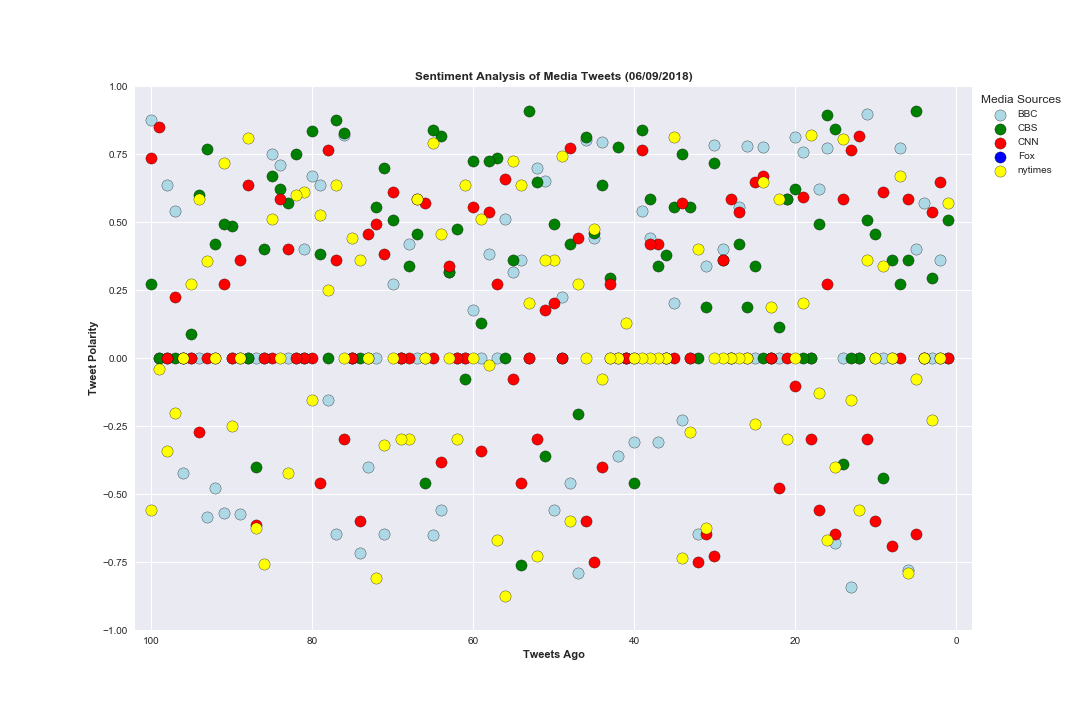 Sentiment Analysis of Media Tweets (06/09/2018)
Media Sources
BBC
CBS
CNN
Fox
nytimes
Tweet Polarity
1.00
0.75
0.50
0.25
0.00
−0.25
−0.50
−0.75
−1.00
100 80 60 40 20 0
Tweets Ago